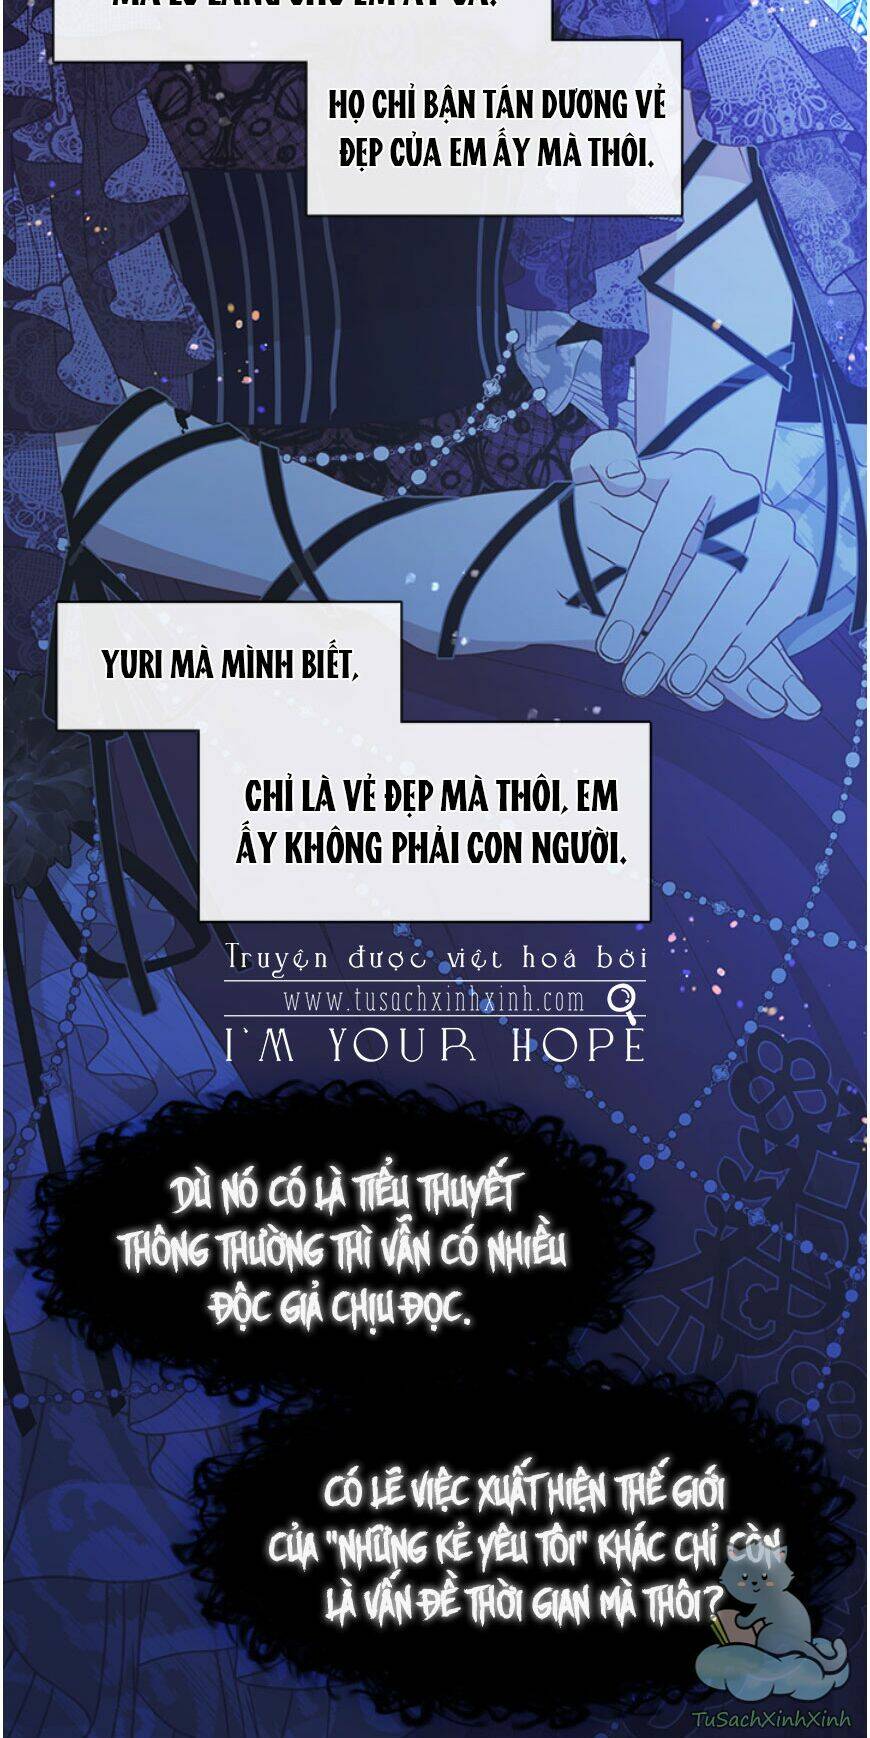 HỌ CHỈ BẬN TÁN DƯƠNG VẺ
ĐẸP CỦA EM ẤY MÀ THÔI.
YURI MÀ MÌNH BIẾT,
CHỈ LÀ VẺ ĐẸP MÀ THÔI, EM
ẤY KHÔNG PHẢI CON NGƯỜI.
Truyện được việt hoá bởi
www.tusachxinhxinh.com
I'M YOUR HOPE
DÙ NÓ CÓ LÀ TIỂU THUYẾT
THÔNG THƯỜNG THÌ VẪN CÓ NHIỀU
ĐỘC GIẢ CHỊU ĐỌC.
CÓ LẼ VIỆC XUẤT HIỆN THẾ GIỚI
CỦA "NHỮNG KẺ YÊU TÔI" KHÁC CHỈ CÒN
LÀ VẤN ĐỀ THỜI GIAN MÀ THÔI?
TuSachXinhXinh